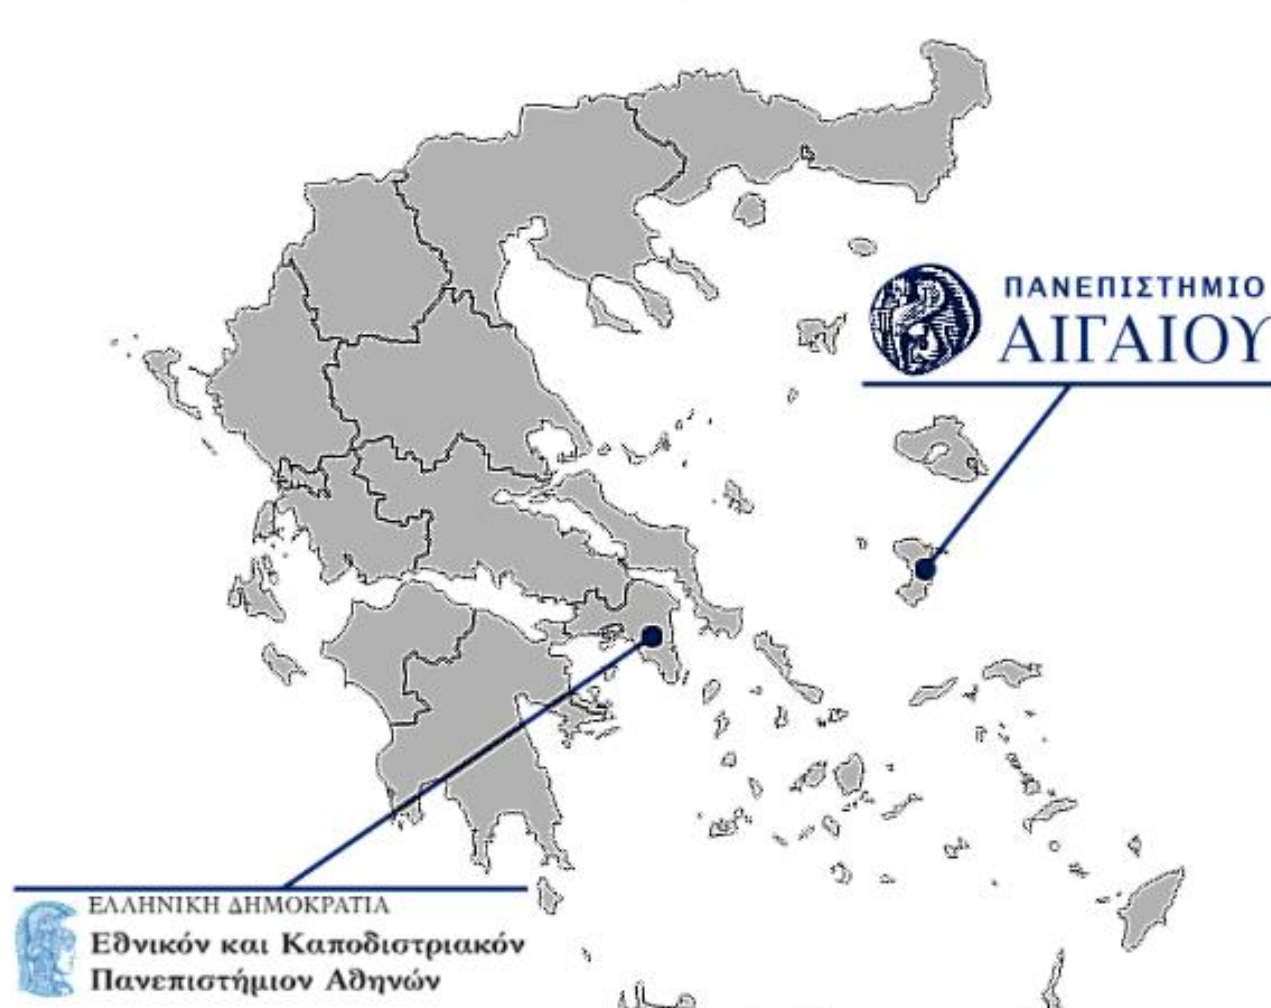 ΠΑΝΕΠΙΣΤΗΜΙΟ
ΑΙΓΑΙΟΥ
ΕΛΛΗΝΙΚΗ ΔΗΜΟΚΡΑΤΙΑ
Εθνικόν και Καποδιστριακόν
Πανεπιστήμιον Αθηνών